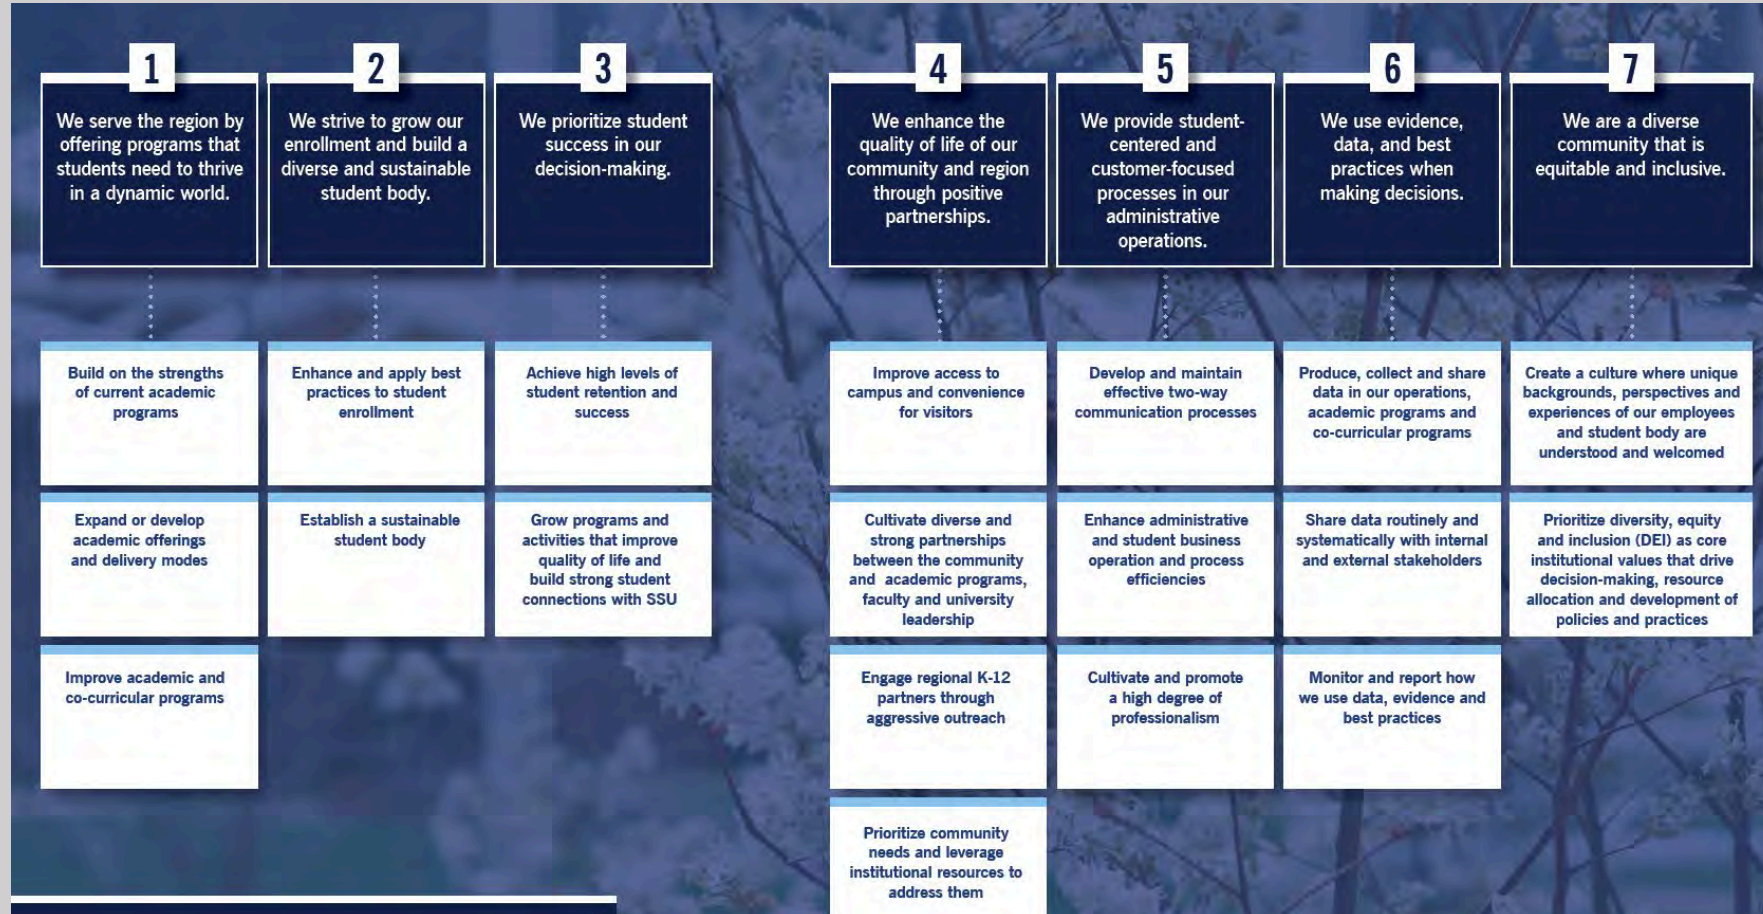 1
We serve the region by
offering programs that
students need to thrive
in a dynamic world.
Build on the strengths
of current academic
programs
Expand or develop
academic offerings
and delivery modes
Improve academic and
co-curricular programs
2
We strive to grow our
enrollment and build a
diverse and sustainable
student body.
Enhance and apply best
practices to student
enrollment
Establish a sustainable
student body
3
We prioritize student
success in our
decision-making.
Achieve high levels of
student retention and
success
Grow programs and
activities that improve
quality of life and
build strong student
connections with SSU
4
We enhance the
quality of life of our
community and region
through positive
partnerships.
Improve access to
campus and convenience
for visitors
Cultivate diverse and
strong partnerships
between the community
and academic programs,
faculty and university
leadership
Engage regional K-12
partners through
aggressive outreach
Prioritize community
needs and leverage
institutional resources to
address them
5
We provide student-
centered and
customer-focused
processes in our
administrative
operations.
Develop and maintain
effective two-way
communication processes
Enhance administrative
and student business
operation and process
efficiencies
Cultivate and promote
a high degree of
professionalism
6
We use evidence,
data, and best
practices when
making decisions.
Produce, collect and share
data in our operations,
academic programs and
co-curricular programs
Share data routinely and
systematically with internal
and external stakeholders
Monitor and report how
we use data, evidence and
best practices
7
We are a diverse
community that is
equitable and inclusive.
Create a culture where unique
backgrounds, perspectives and
experiences of our employees
and student body are
understood and welcomed
Prioritize diversity, equity
and inclusion (DEI) as core
institutional values that drive
decision-making, resource
allocation and development of
policies and practices